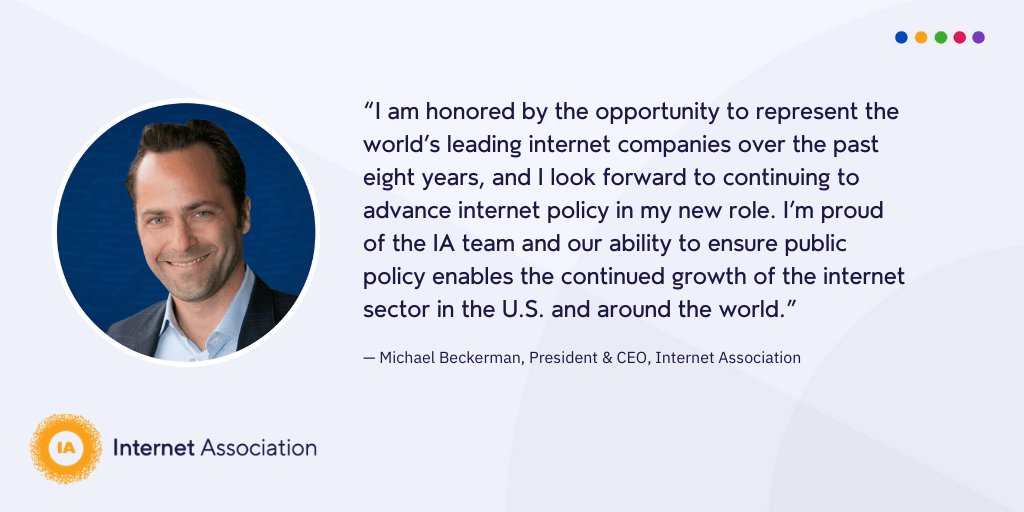 “I am honored by the opportunity to represent the
world’s leading internet companies over the past
eight years, and I look forward to continuing to
advance internet policy in my new role. I’m proud
of the IA team and our ability to ensure public
policy enables the continued growth of the internet
sector in the U.S. and around the world.”
— Michael Beckerman, President & CEO, Internet Association
IA Internet Association